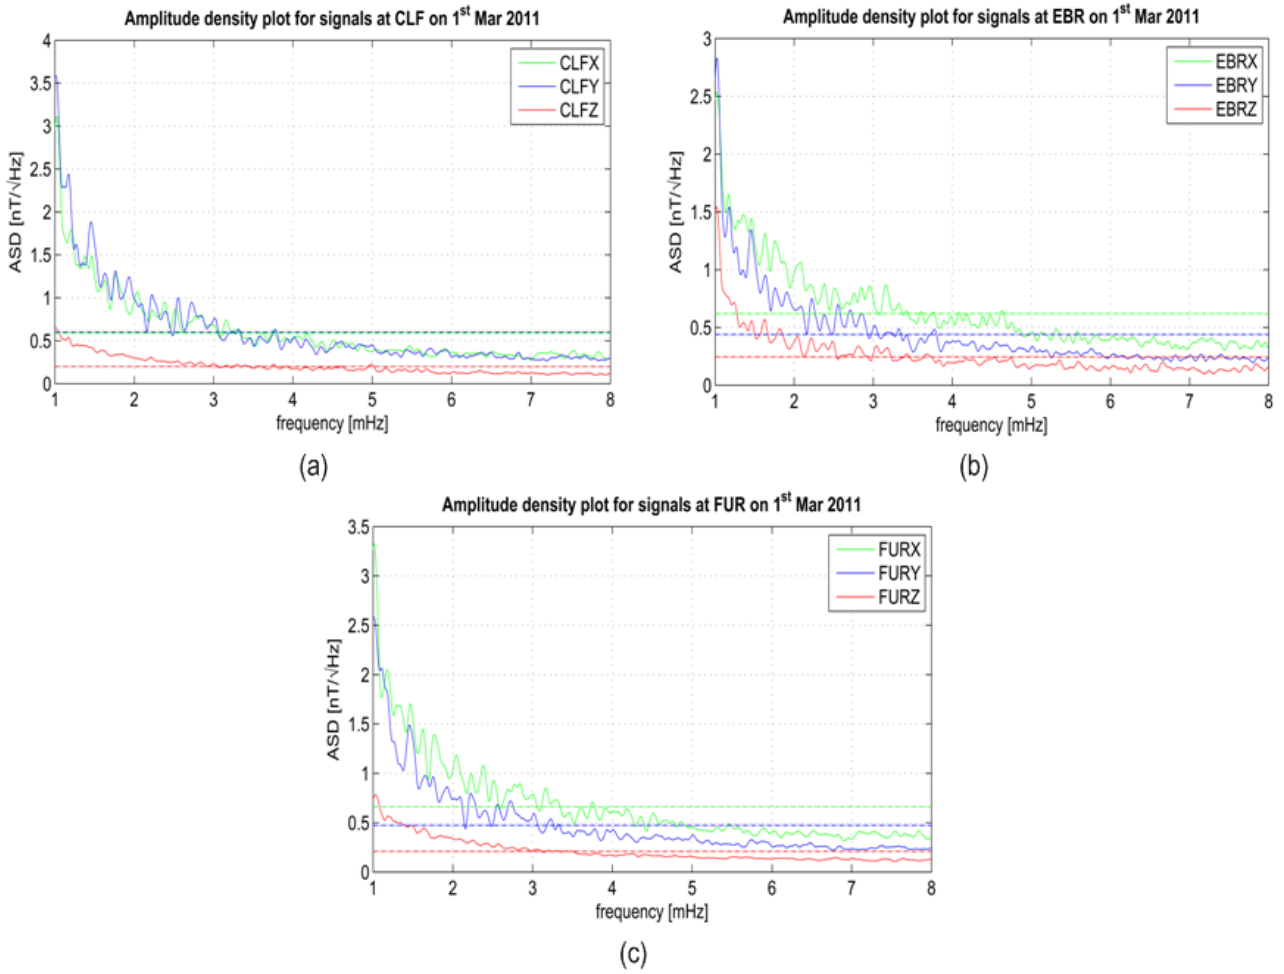 Amplitude density plot for signals at CLF on 1st Mar 2011
4
3.5
3
2.5
2
1.5
1
0.5
0
ASD [nT/√Hz]
CLFX
CLFY
CLFZ
1 2 3 4 5 6 7 8
frequency [mHz]
(a)
Amplitude density plot for signals at EBR on 1st Mar 2011
3
2.5
2
1.5
1
0.5
0
ASD [nT/√Hz]
EBRX
EBRY
EBRZ
1 2 3 4 5 6 7 8
frequency [mHz]
(b)
Amplitude density plot for signals at FUR on 1st Mar 2011
3.5
3
2.5
2
1.5
1
0.5
0
ASD [nT/√Hz]
FURX
FURY
FURZ
1 2 3 4 5 6 7 8
frequency [mHz]
(c)